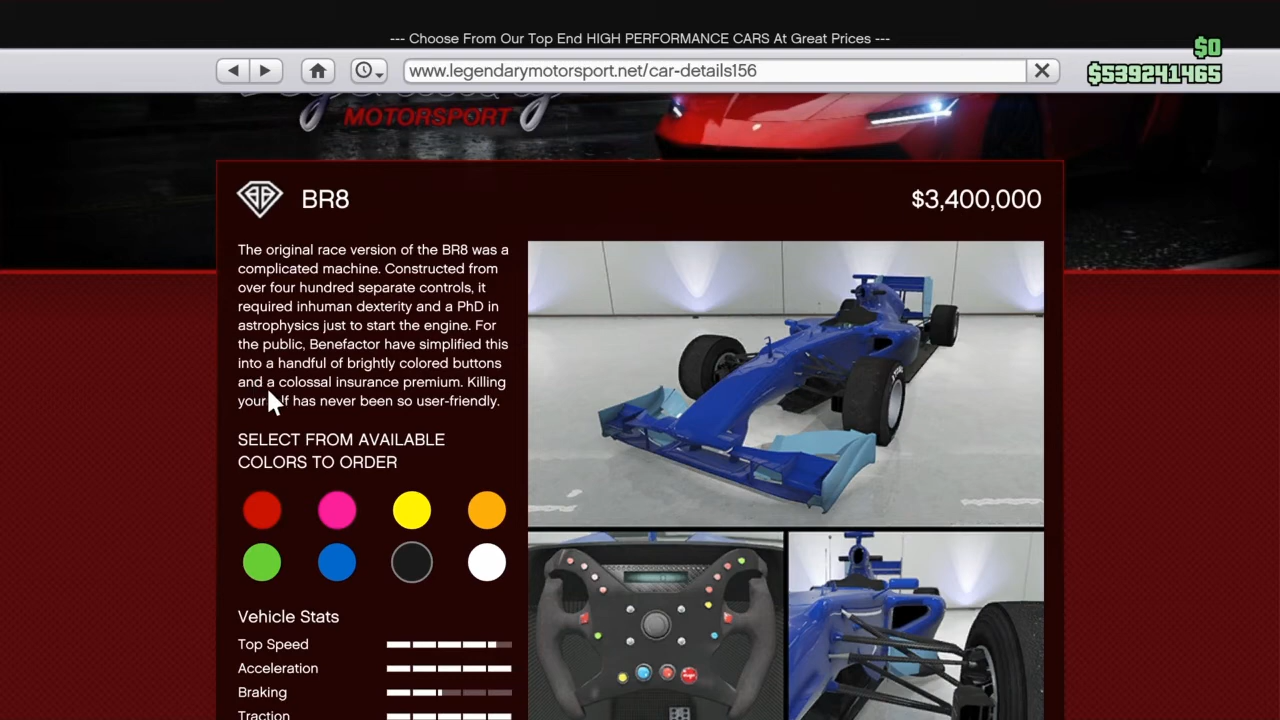 --- Choose From Our Top End HIGH PERFORMANCE CARS At Great Prices ---
$0
www.legendarymotorsport.net/car-details156
$539241465
MOTORSPORT
BR8
$3,400,000
The original race version of the BR8 was a
complicated machine. Constructed from
over four hundred separate controls, it
required inhuman dexterity and a PhD in
astrophysics just to start the engine. For
the public, Benefactor have simplified this
into a handful of brightly colored buttons
and a colossal insurance premium. Killing
has never been so user-friendly.
SELECT FROM AVAILABLE
COLORS TO ORDER
Vehicle Stats
Top Speed
Acceleration
Braking
Traction